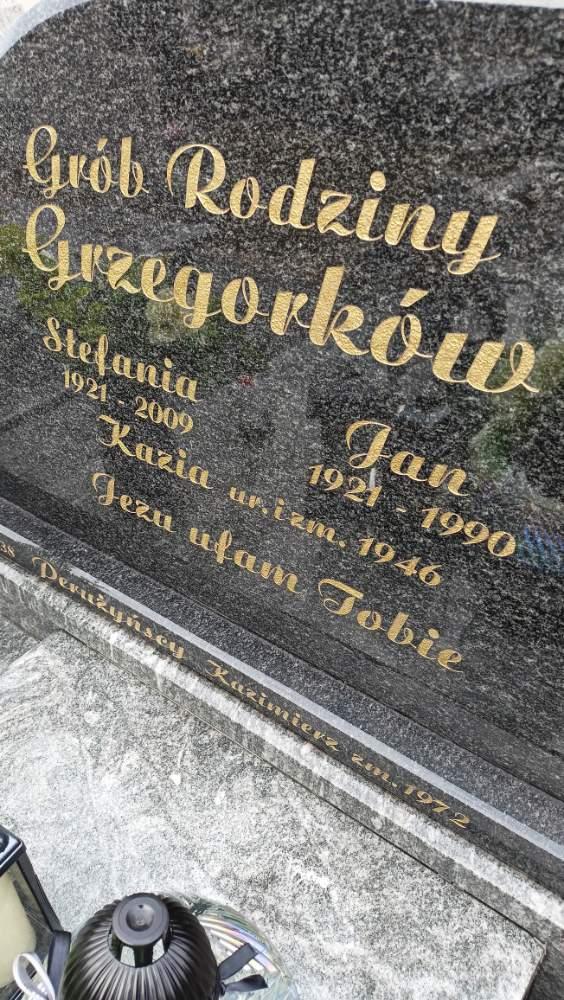 Grób Rodziny
Grzegorków
Stefania Jan
1921 - 2009 1921 - 1990
Kazia ur. i zm. 1946
Jezu ufam Tobie
38 Derużyńscy Kazimierz zm. 1972